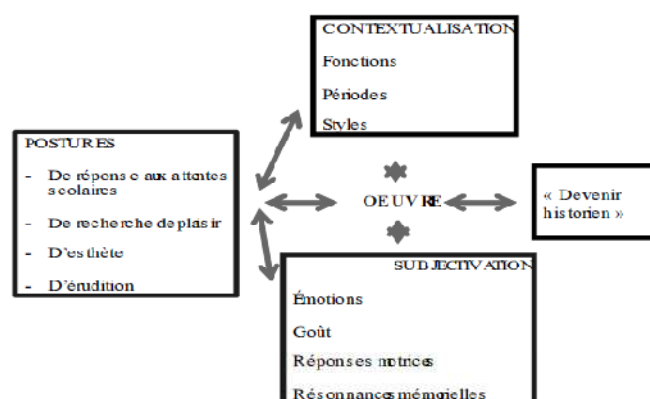 CONTEXTUALISATION
Fonctions
Périodes
Styles
POSTURES
- De réponse aux attentes
scolaires
- De recherche de plaisir
- D'esthète
- D'érudition
OEUVRE
« Devenir
historien »
SUBJECTIVATION
Émotions
Goût
Réponses motrices
Résonnances mémorielles